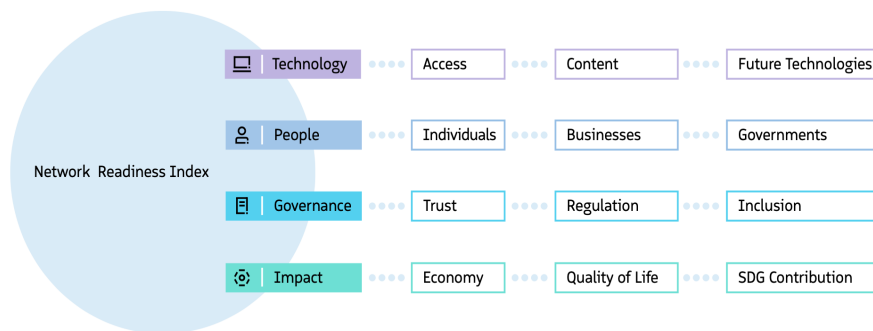 Technology Access Content Future Technologies
People Individuals Businesses Governments
Network Readiness Index
Governance Trust Regulation Inclusion
Impact Economy Quality of Life SDG Contribution